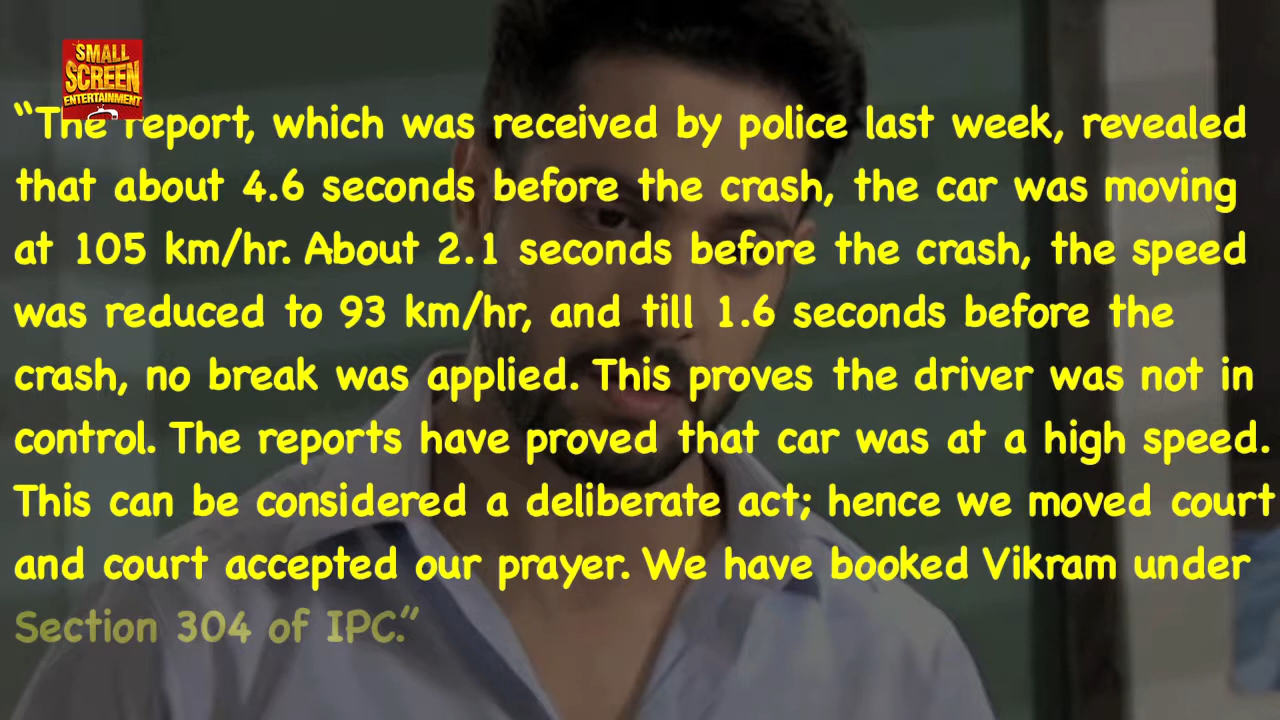 SMALL
SCREEN
ENTERTAINMENT
“The report, which was received by police last week, revealed
that about 4.6 seconds before the crash, the car was moving
at 105 km/hr. About 2.1 seconds before the crash, the speed
was reduced to 93 km/hr, and till 1.6 seconds before the
crash, no break was applied. This proves the driver was not in
control. The reports have proved that car was at a high speed.
This can be considered a deliberate act; hence we moved court
and court accepted our prayer. We have booked Vikram under
Section 304 of IPC.”